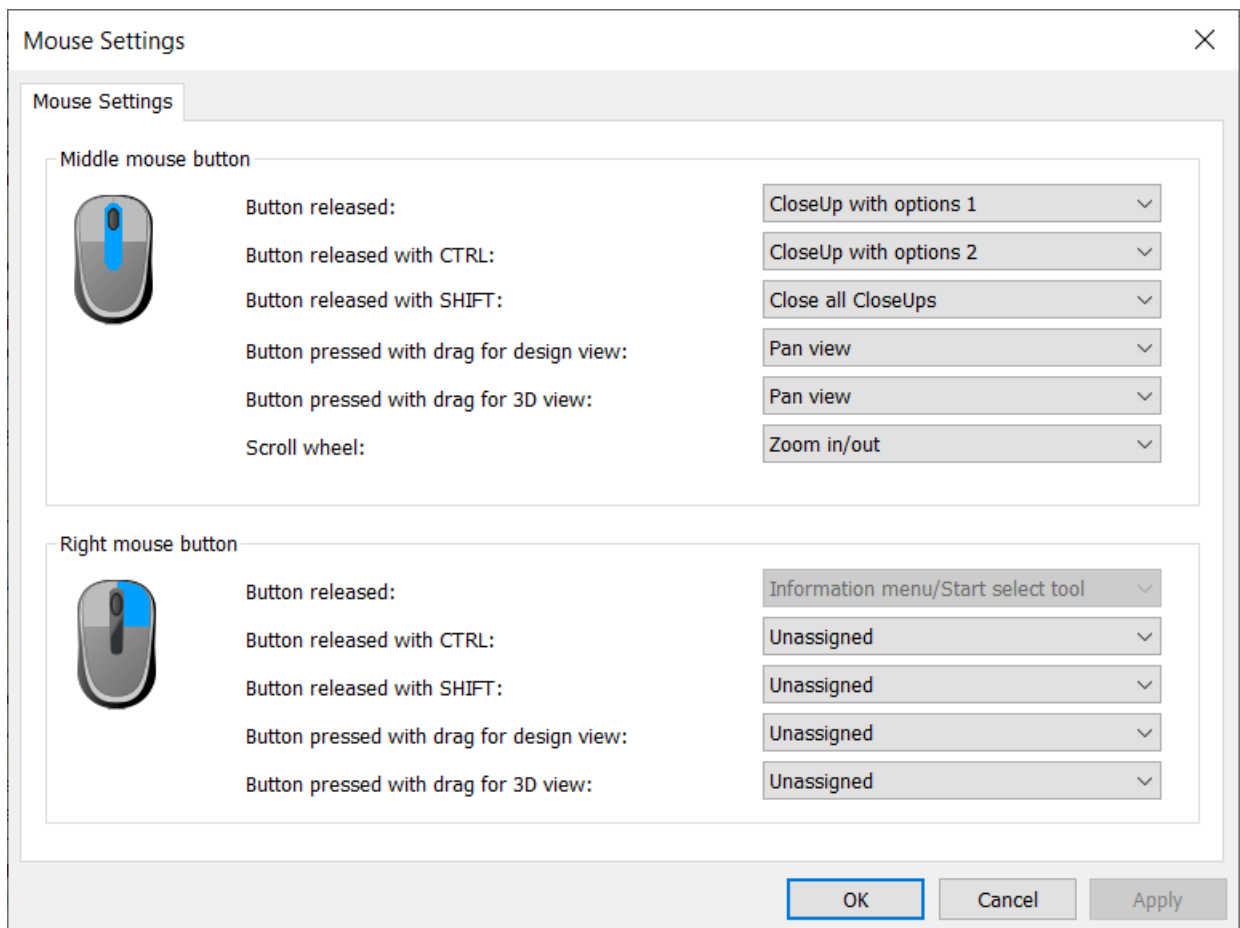 Mouse Settings
Mouse Settings
Middle mouse button
Button released: CloseUp with options 1
Button released with CTRL: CloseUp with options 2
Button released with SHIFT: Close all CloseUps
Button pressed with drag for design view: Pan view
Button pressed with drag for 3D view: Pan view
Scroll wheel: Zoom in/out
Right mouse button
Button released: Information menu/Start select tool
Button released with CTRL: Unassigned
Button released with SHIFT: Unassigned
Button pressed with drag for design view: Unassigned
Button pressed with drag for 3D view: Unassigned
OK Cancel Apply